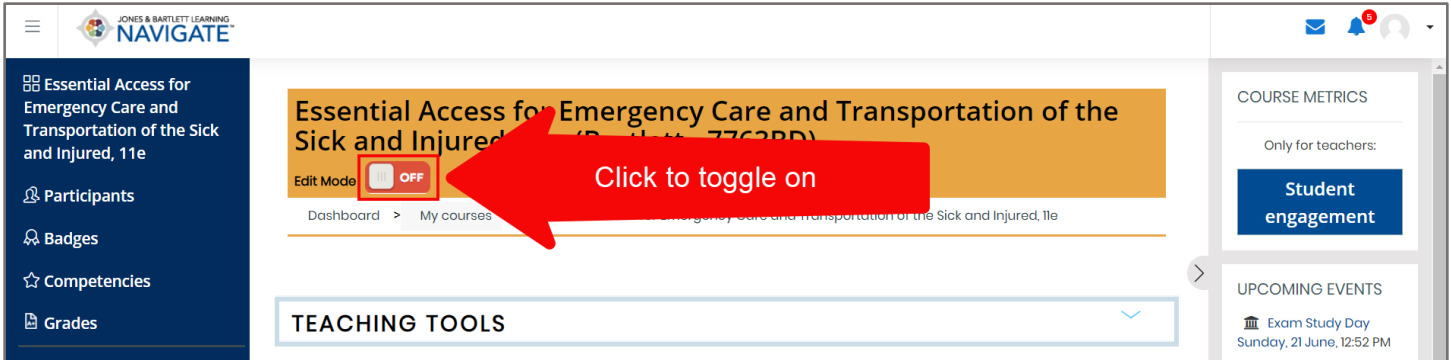 JONES & BARTLETT LEARNING
NAVIGATE
5
Essential Access for
Emergency Care and
Transportation of the Sick
and Injured, 11e
Participants
Badges
Competencies
Grades
Essential Access for Emergency Care and Transportation of the
Sick and Injured
Edit Mode OFF
Click to toggle on
Dashboard > My courses Emergency Care and Transportation of the Sick and Injured, 11e
TEACHING TOOLS
COURSE METRICS
Only for teachers:
Student
engagement
UPCOMING EVENTS
Exam Study Day
Sunday, 21 June, 12:52 PM